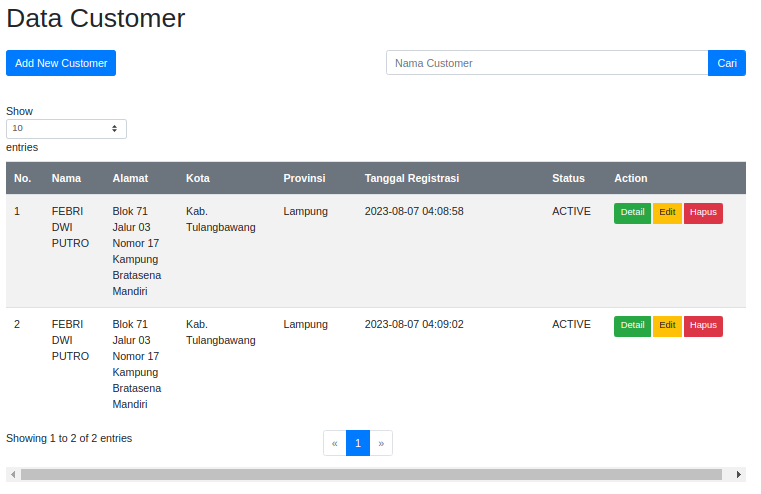 Data Customer
Add New Customer
Nama Customer
Cari
Show
10
entries
No. Nama Alamat Kota Provinsi Tanggal Registrasi Status Action
1 FEBRI Blok 71 Kab. Lampung 2023-08-07 04:08:58 ACTIVE Detail Edit Hapus
DWI Jalur 03 Tulangbawang
PUTRO Nomor 17
Kampung
Bratasena
Mandiri
2 FEBRI Blok 71 Kab. Lampung 2023-08-07 04:09:02 ACTIVE Detail Edit Hapus
DWI Jalur 03 Tulangbawang
PUTRO Nomor 17
Kampung
Bratasena
Mandiri
Showing 1 to 2 of 2 entries
« 1 »